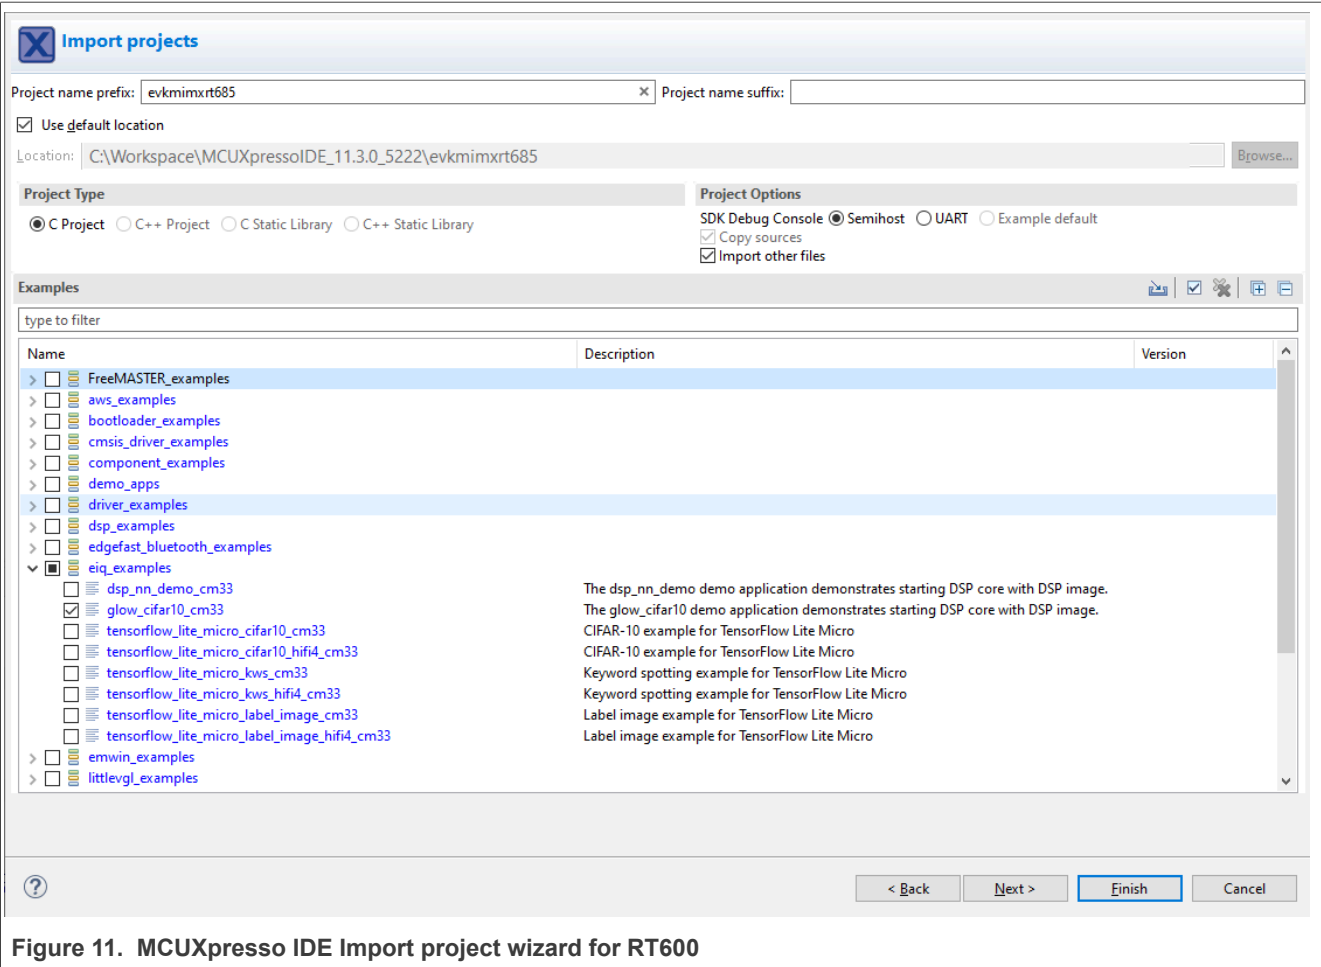 Import projects
Project name prefix: evkmimxrt685 Project name suffix:
Use default location
Location: C:\Workspace\MCUXpressoIDE_11.3.0_5222\evkmimxrt685 Browse...
Project Type Project Options
C Project C++ Project C Static Library C++ Static Library SDK Debug Console Semihost UART Example default
Copy sources
Import other files
Examples
type to filter
Name Description Version
FreeMASTER_examples
aws_examples
bootloader_examples
cmsis_driver_examples
component_examples
demo_apps
driver_examples
dsp_examples
edgefast_bluetooth_examples
eiq_examples
dsp_nn_demo_cm33 The dsp_nn_demo demo application demonstrates starting DSP core with DSP image.
glow_cifar10_cm33 The glow_cifar10 demo application demonstrates starting DSP core with DSP image.
tensorflow_lite_micro_cifar10_cm33 CIFAR-10 example for TensorFlow Lite Micro
tensorflow_lite_micro_cifar10_hifi4_cm33 CIFAR-10 example for TensorFlow Lite Micro
tensorflow_lite_micro_kws_cm33 Keyword spotting example for TensorFlow Lite Micro
tensorflow_lite_micro_kws_hifi4_cm33 Keyword spotting example for TensorFlow Lite Micro
tensorflow_lite_micro_label_image_cm33 Label image example for TensorFlow Lite Micro
tensorflow_lite_micro_label_image_hifi4_cm33 Label image example for TensorFlow Lite Micro
emwin_examples
littlevgl_examples
? < Back Next > Finish Cancel
Figure 11. MCUXpresso IDE Import project wizard for RT600